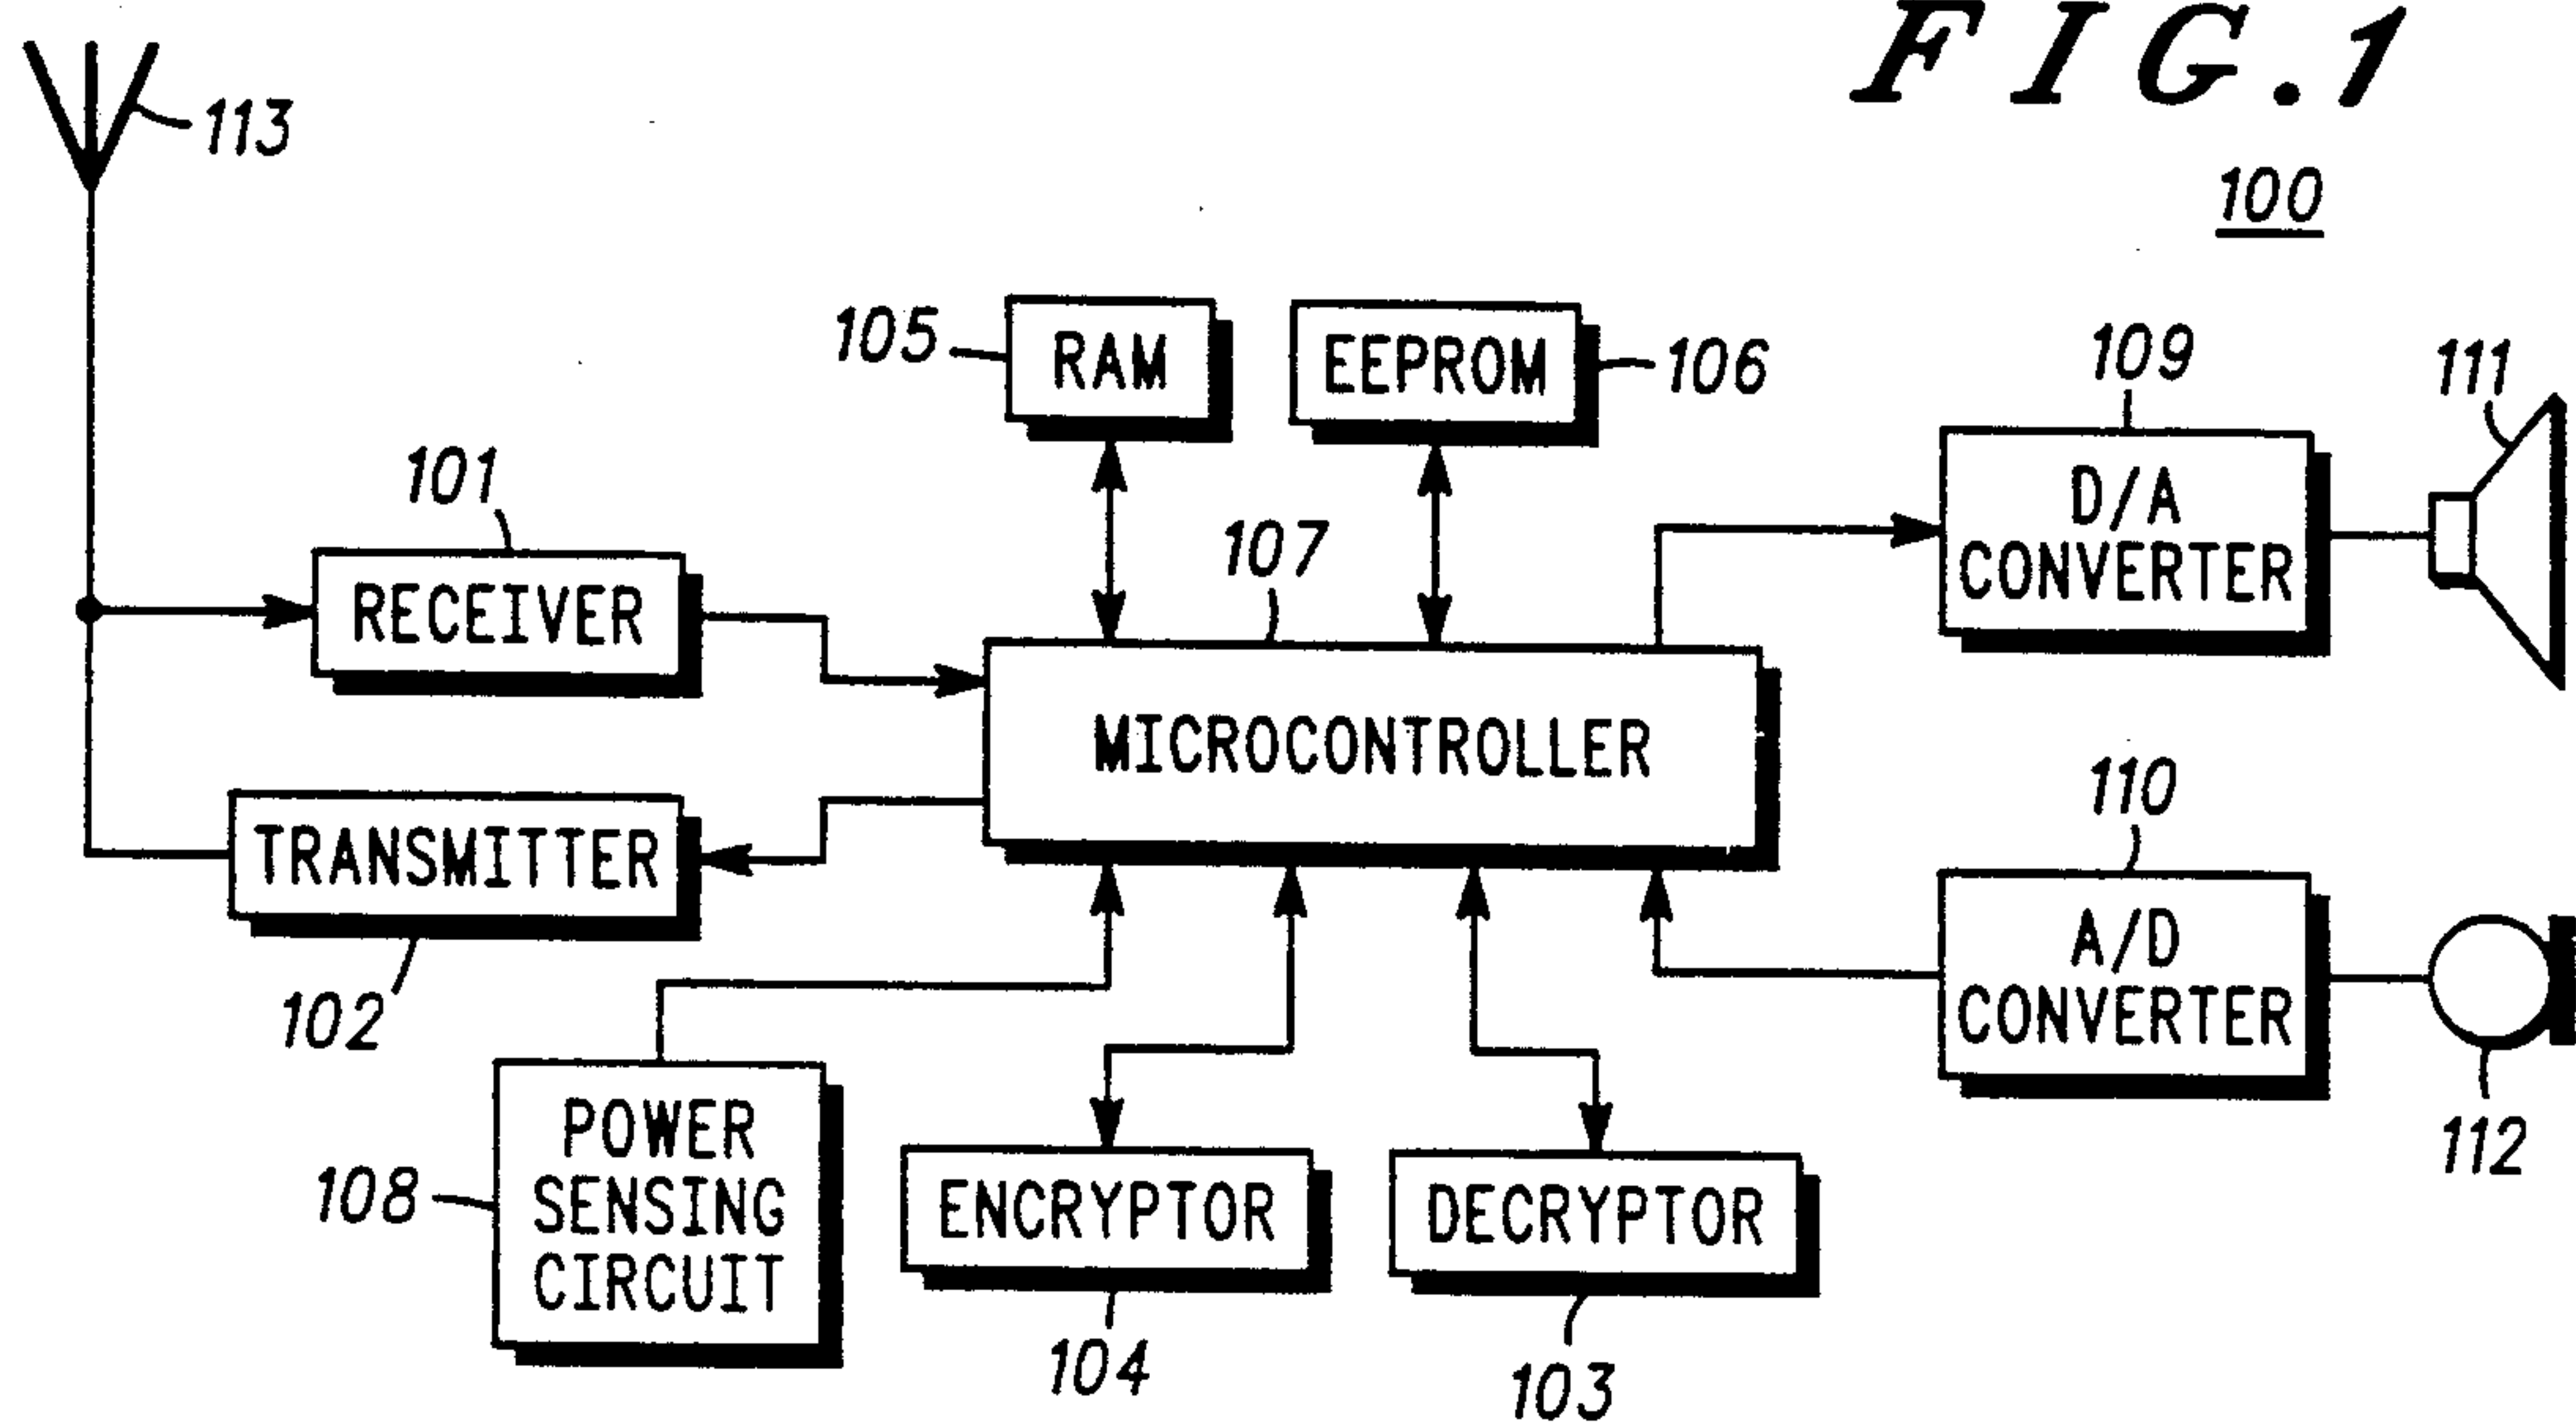 FIG.1
100
113
105
RAM
EEPROM
106
109
111
D/A
CONVERTER
101
RECEIVER
107
MICROCONTROLLER
TRANSMITTER
102
110
A/D
CONVERTER
112
POWER
SENSING
CIRCUIT
108
ENCRYPTOR
104
DECRYPTOR
103